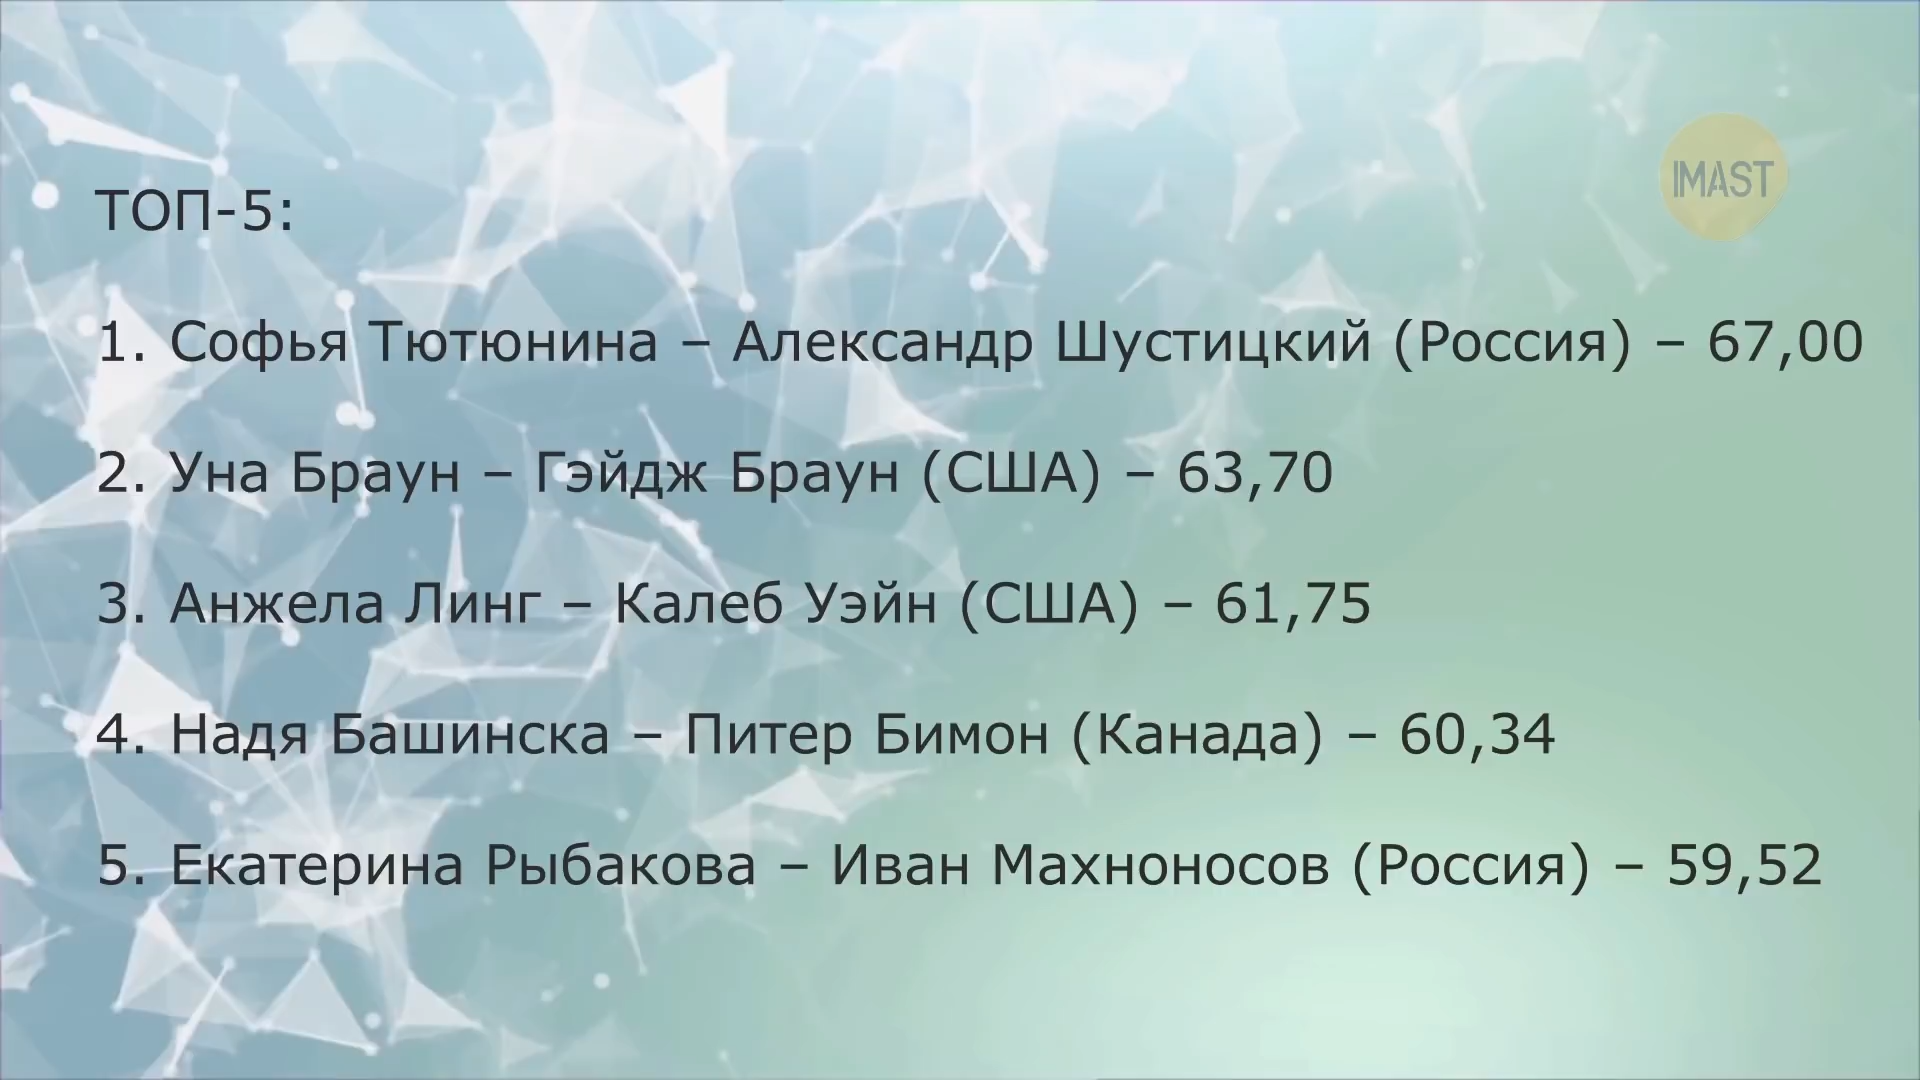 IMAST
ТОП-5:
1. Софья Тютюнина – Александр Шустицкий (Россия) – 67,00
2. Уна Браун – Гэйдж Браун (США) – 63,70
3. Анжела Линг – Калеб Уэйн (США) – 61,75
4. Надя Башинска – Питер Бимон (Канада) – 60,34
5. Екатерина Рыбакова – Иван Махноносов (Россия) – 59,52